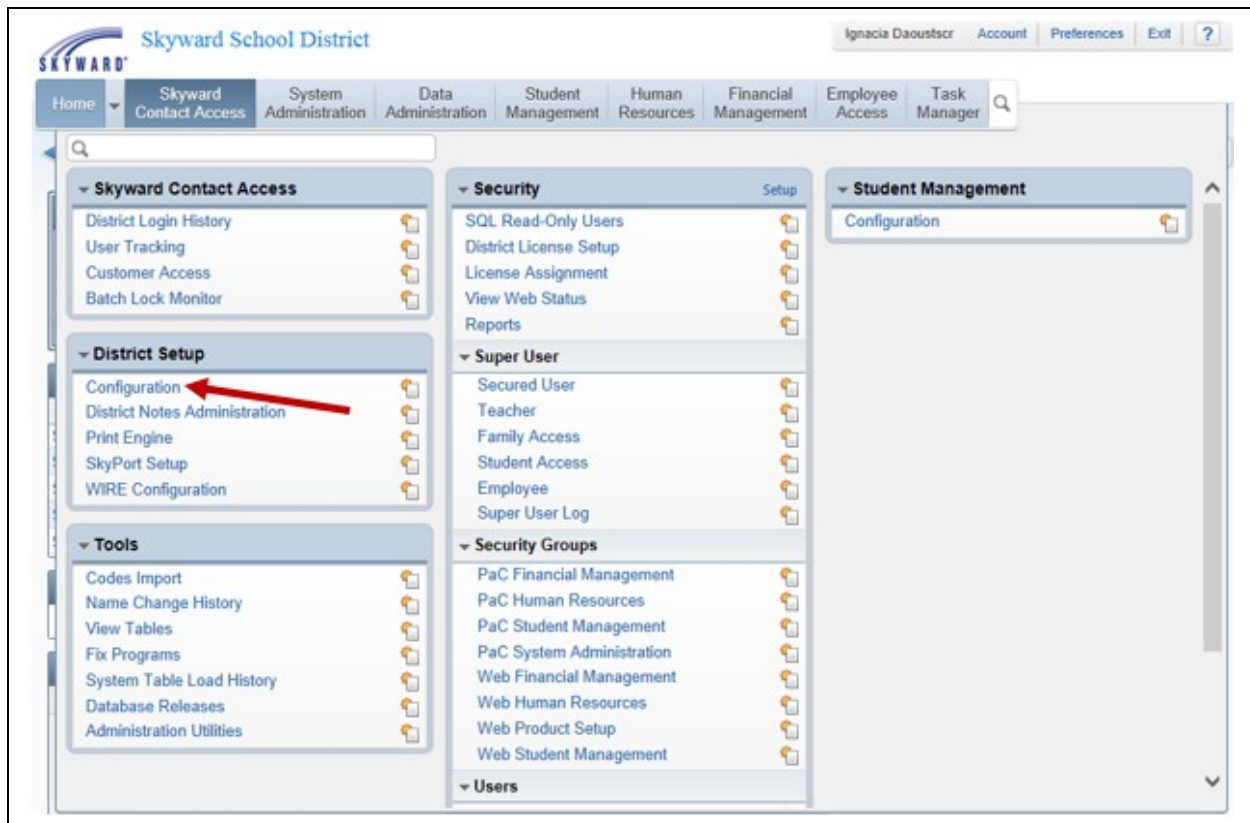 Skyward School District
SKYWARD
Ignacia Daoustscr Account Preferences Exit ?
Home
Skyward Contact Access
System Administration
Data Administration
Student Management
Human Resources
Financial Management
Employee Access
Task Manager
Skyward Contact Access
District Login History
User Tracking
Customer Access
Batch Lock Monitor
District Setup
Configuration
District Notes Administration
Print Engine
SkyPort Setup
WIRE Configuration
Tools
Codes Import
Name Change History
View Tables
Fix Programs
System Table Load History
Database Releases
Administration Utilities
Security Setup
SQL Read-Only Users
District License Setup
License Assignment
View Web Status
Reports
Super User
Secured User
Teacher
Family Access
Student Access
Employee
Super User Log
Security Groups
PaC Financial Management
PaC Human Resources
PaC Student Management
PaC System Administration
Web Financial Management
Web Human Resources
Web Product Setup
Web Student Management
Users
Student Management
Configuration